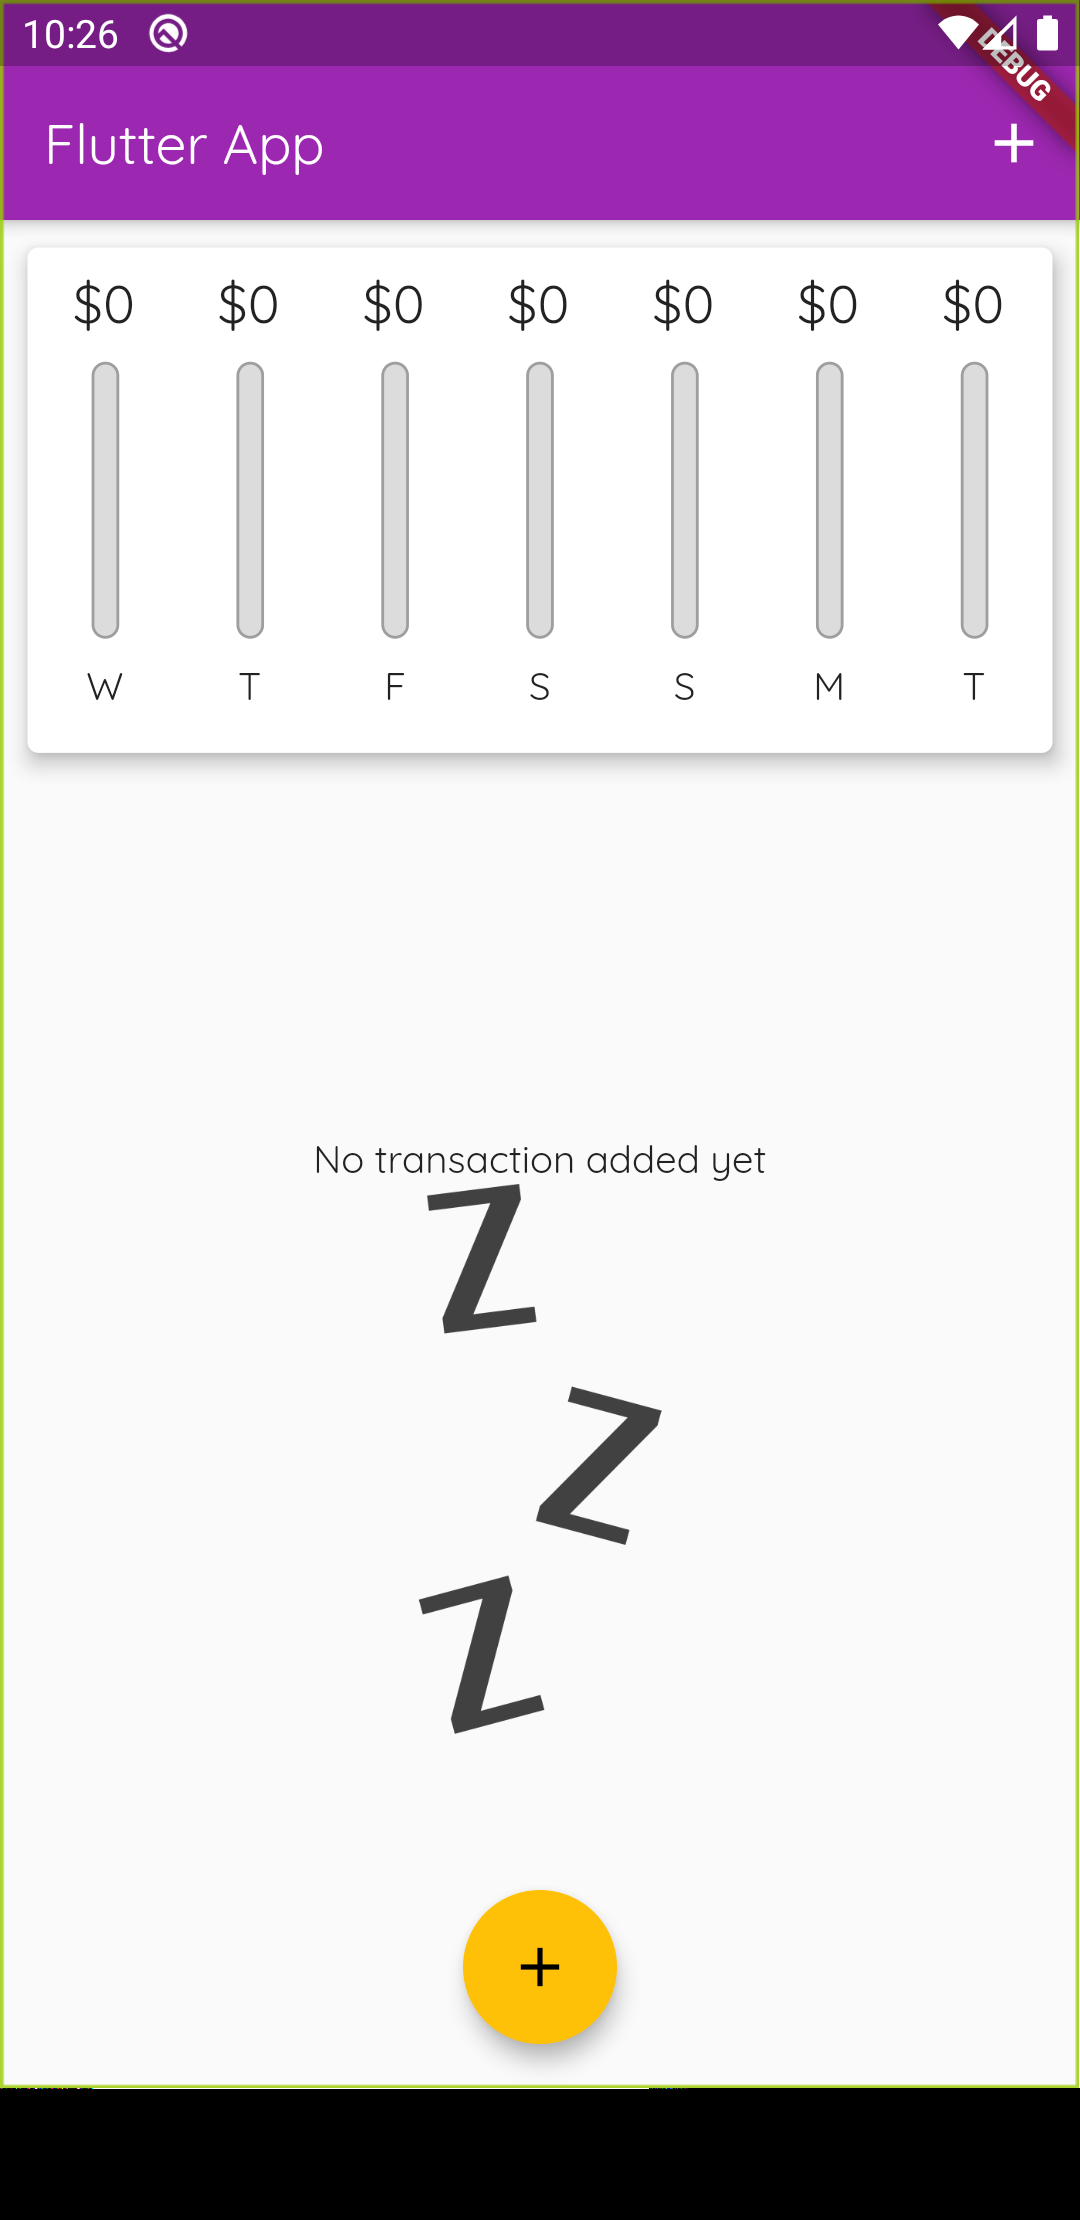 10:26
DEBUG
Flutter App
+
$0 $0 $0 $0 $0 $0 $0
W T F S S M T
No transaction added yet
Z
Z
Z
+